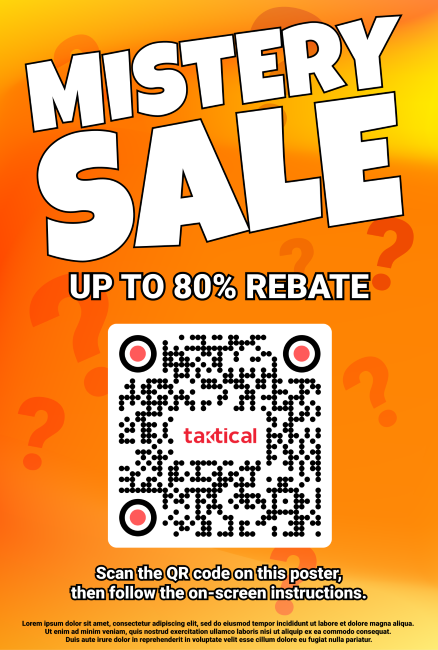 MISTERY
SALE
UP TO 80% REBATE
taktical
Scan the QR code on this poster,
then follow the on-screen instructions.
Lorem ipsum dolor sit amet, consectetur adipiscing elit, sed do eiusmod tempor incididunt ut labore et dolore magna aliqua.
Ut enim ad minim veniam, quis nostrud exercitation ullamco laboris nisi ut aliquip ex ea commodo consequat.
Duis aute irure dolor in reprehenderit in voluptate velit esse cillum dolore eu fugiat nulla pariatur.